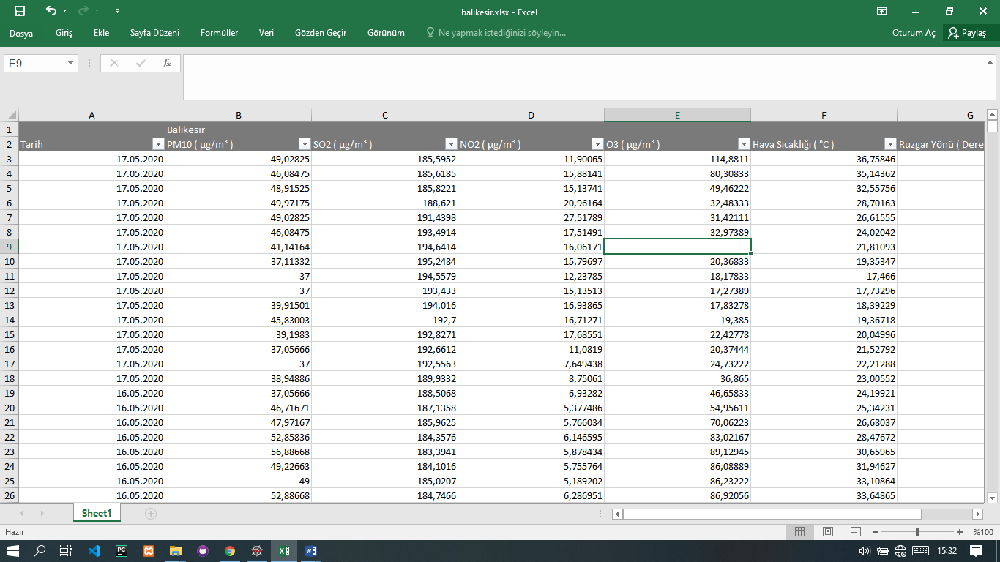 balıkesir.xlsx - Excel
Dosya Giriş Ekle Sayfa Düzeni Formüller Veri Gözden Geçir Görünüm Ne yapmak istediğinizi söyleyin... Oturum Aç Paylaş
E9 fx
A B C D E F G
1 Balıkesir
2 Tarih PM10 ( µg/m³ ) SO2 ( µg/m³ ) NO2 ( µg/m³ ) O3 ( µg/m³ ) Hava Sıcaklığı ( °C ) Ruzgar Yönü ( Dere
3 17.05.2020 49,02825 185,5952 11,90065 114,8811 36,75846
4 17.05.2020 46,08475 185,6185 15,88141 80,30833 35,14362
5 17.05.2020 48,91525 185,8221 15,13741 49,46222 32,55756
6 17.05.2020 49,97175 188,621 20,96164 32,48333 28,70163
7 17.05.2020 49,02825 191,4398 27,51789 31,42111 26,61555
8 17.05.2020 46,08475 193,4914 17,51491 32,97389 24,02042
9 17.05.2020 41,14164 194,6414 16,06171 21,81093
10 17.05.2020 37,11332 195,2484 15,79697 20,36833 19,35347
11 17.05.2020 37 194,5579 12,23785 18,17833 17,466
12 17.05.2020 37 193,433 15,13513 17,27389 17,73296
13 17.05.2020 39,91501 194,016 16,93865 17,83278 18,39229
14 17.05.2020 45,83003 192,7 16,71271 19,385 19,36718
15 17.05.2020 39,1983 192,8271 17,68551 22,42778 20,04996
16 17.05.2020 37,05666 192,6612 11,0819 20,37444 21,52792
17 17.05.2020 37 192,5563 7,649438 24,73222 22,21288
18 17.05.2020 38,94886 189,9332 8,75061 36,865 23,00552
19 16.05.2020 37,05666 188,5068 6,93282 46,65833 24,19921
20 16.05.2020 46,71671 187,1358 5,377486 54,95611 25,34231
21 16.05.2020 47,97167 185,9625 5,766034 70,06223 26,68037
22 16.05.2020 52,85836 184,3576 6,146595 83,02167 28,47672
23 16.05.2020 56,88668 183,3941 5,878434 89,12945 30,65965
24 16.05.2020 49,22663 184,1016 5,755764 86,08889 31,94627
25 16.05.2020 49 185,0207 5,189202 86,23222 33,10864
26 16.05.2020 52,88668 184,7466 6,286951 86,92056 33,64865
Sheet1
Hazır %100
15:32